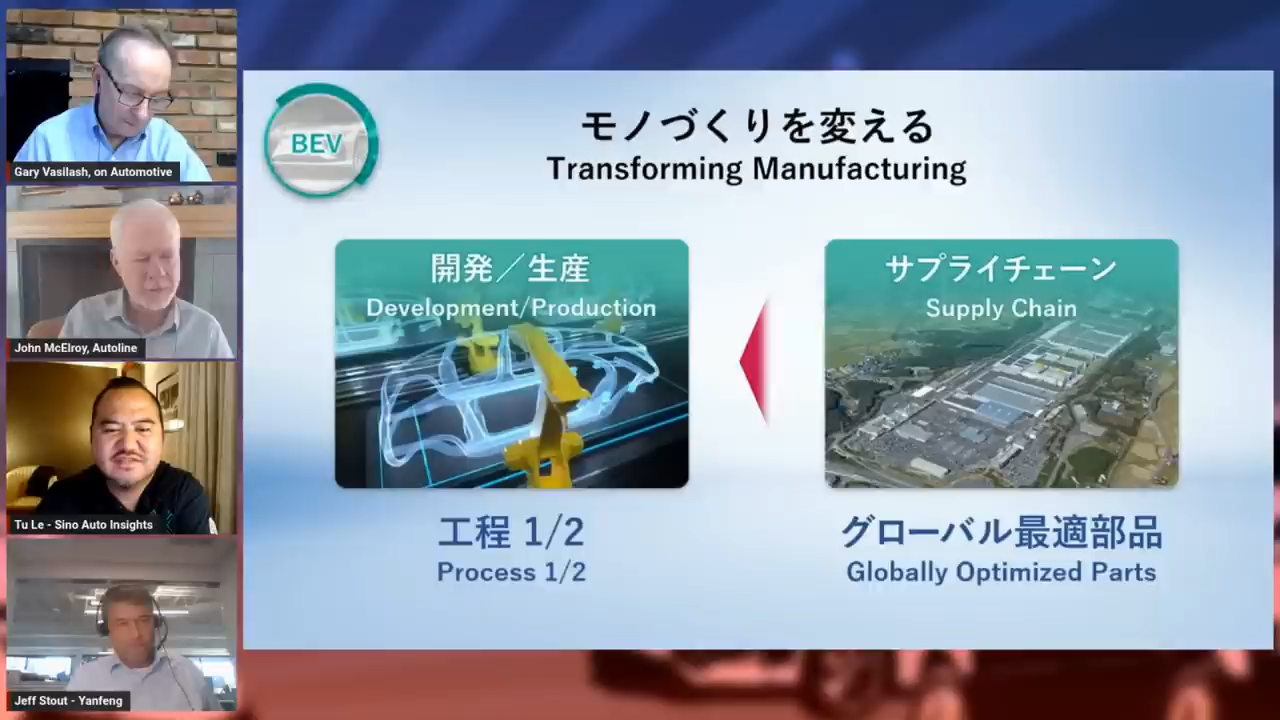 Gary Vasilash, on Automotive
John McElroy, Autoline
Tu Le - Sino Auto Insights
Jeff Stout - Yanfeng
BEV
モノづくりを変える
Transforming Manufacturing
開発／生産
Development/Production
工程 1/2
Process 1/2
サプライチェーン
Supply Chain
グローバル最適部品
Globally Optimized Parts